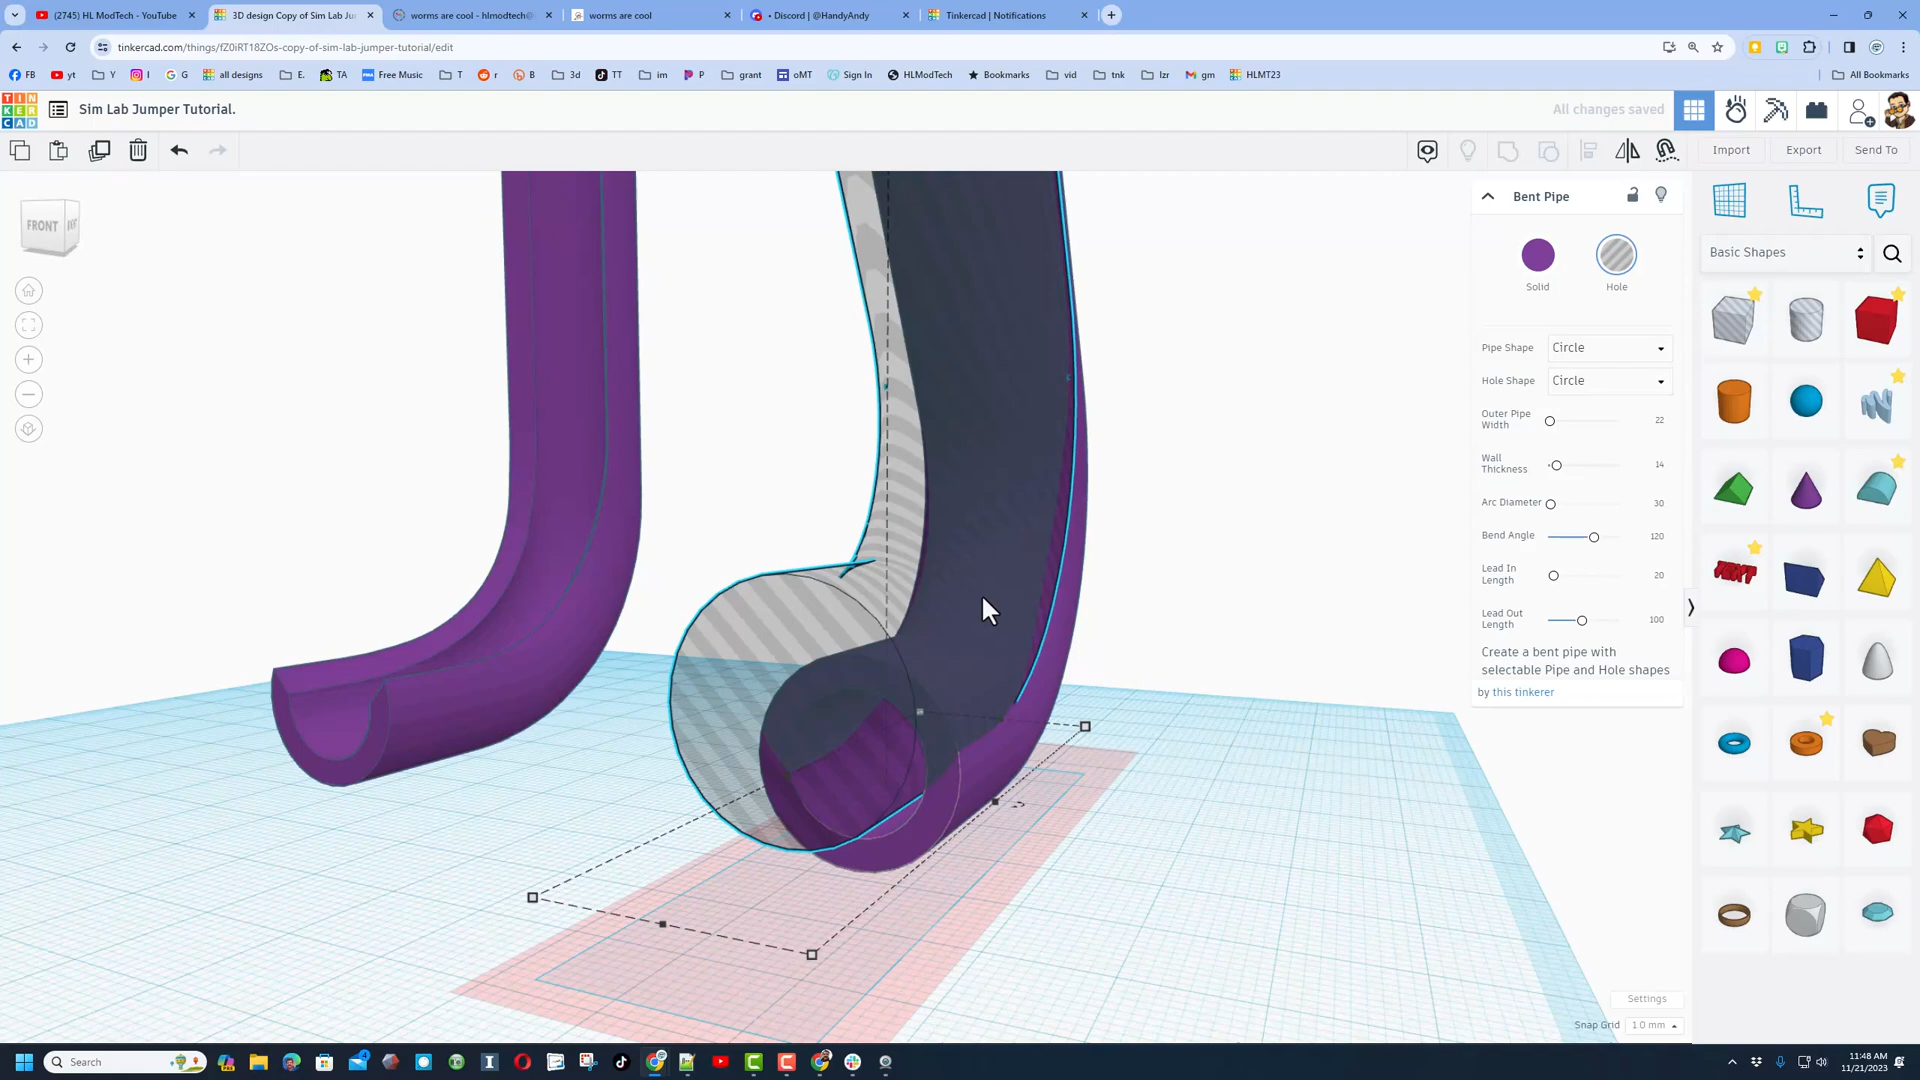 (2745) HL ModTech - YouTube
3D design Copy of Sim Lab Ju
worms are cool - hlmodtech@
worms are cool
• Discord | @HandyAndy
Tinkercad | Notifications
tinkercad.com/things/fZ0iRT18ZOs-copy-of-sim-lab-jumper-tutorial/edit
FB
yt
Y
I
G
all designs
E.
TA
Free Music
T
r
B
3d
TT
im
P
grant
oMT
Sign In
HLModTech
Bookmarks
vid
tnk
lzr
gm
HLMT23
All Bookmarks
TIN
KER
CAD
Sim Lab Jumper Tutorial.
All changes saved
Import
Export
Send To
FRONT
Bent Pipe
Solid
Hole
Pipe Shape
Circle
Hole Shape
Circle
Outer Pipe
Width
22
Wall
Thickness
14
Arc Diameter
30
Bend Angle
120
Lead In
Length
20
Lead Out
Length
100
Create a bent pipe with
selectable Pipe and Hole shapes
by this tinkerer
Basic Shapes
TEXT
Settings
Snap Grid
1.0 mm
Search
11:48 AM
11/21/2023